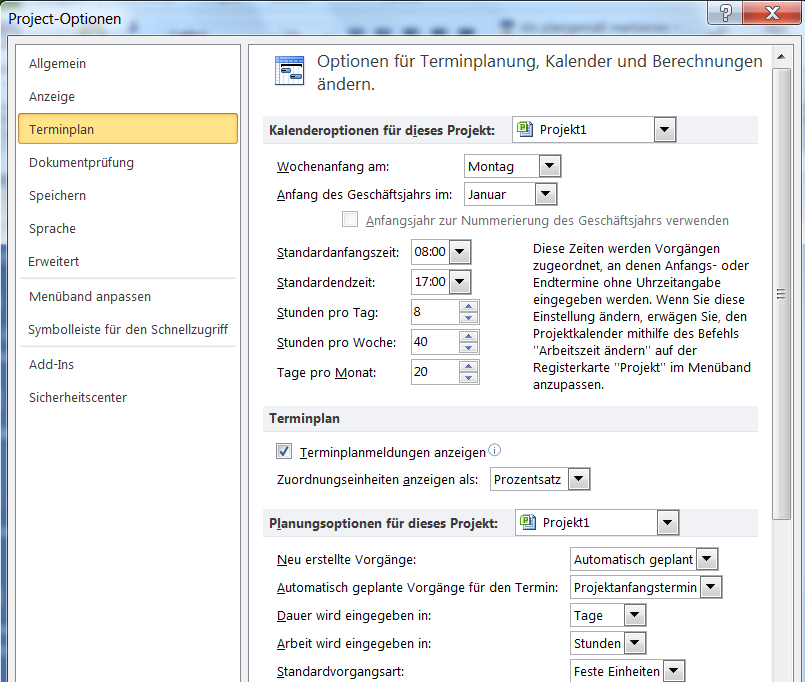 Project-Optionen
Allgemein
Anzeige
Terminplan
Dokumentprüfung
Speichern
Sprache
Erweitert
Menüband anpassen
Symbolleiste für den Schnellzugriff
Add-Ins
Sicherheitscenter
Optionen für Terminplanung, Kalender und Berechnungen
ändern.
Kalenderoptionen für dieses Projekt: Projekt1
Wochenanfang am: Montag
Anfang des Geschäftsjahrs im: Januar
Anfangsjahr zur Nummerierung des Geschäftsjahrs verwenden
Standardanfangszeit: 08:00
Standardendzeit: 17:00
Stunden pro Tag: 8
Stunden pro Woche: 40
Tage pro Monat: 20
Diese Zeiten werden Vorgängen
zugeordnet, an denen Anfangs- oder
Endtermine ohne Uhrzeitangabe
eingegeben werden. Wenn Sie diese
Einstellung ändern, erwägen Sie, den
Projektkalender mithilfe des Befehls
"Arbeitszeit ändern" auf der
Registerkarte "Projekt" im Menüband
anzupassen.
Terminplan
Terminplanmeldungen anzeigen
Zuordnungseinheiten anzeigen als: Prozentsatz
Planungsoptionen für dieses Projekt: Projekt1
Neu erstellte Vorgänge: Automatisch geplant
Automatisch geplante Vorgänge für den Termin: Projektanfangstermin
Dauer wird eingegeben in: Tage
Arbeit wird eingegeben in: Stunden
Standardvorgangsart: Feste Einheiten